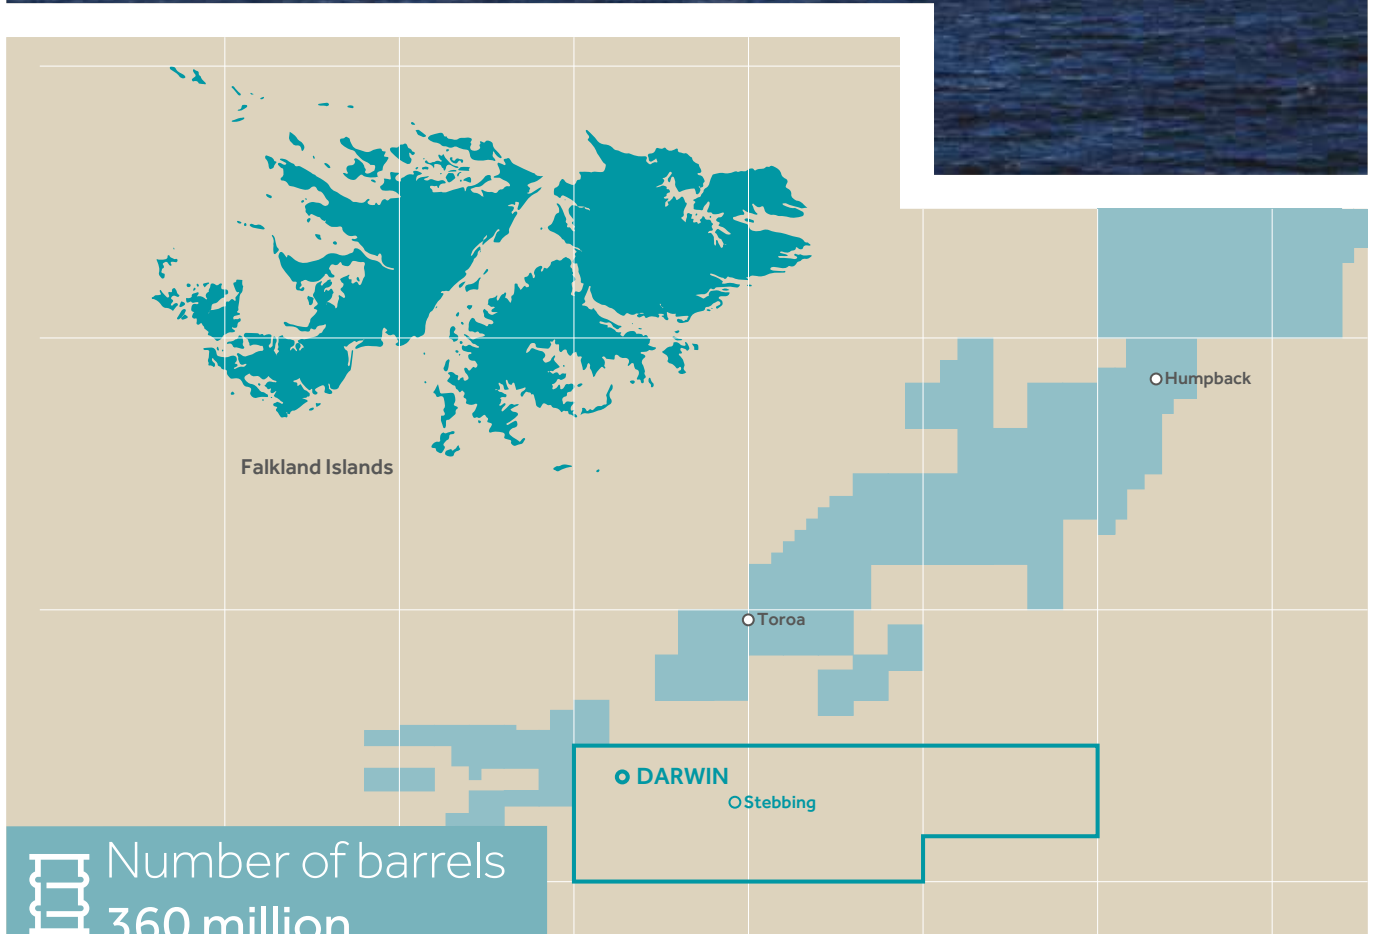 Humpback
Falkland Islands
Toroa
DARWIN
Stebbing
Number of barrels
360 million